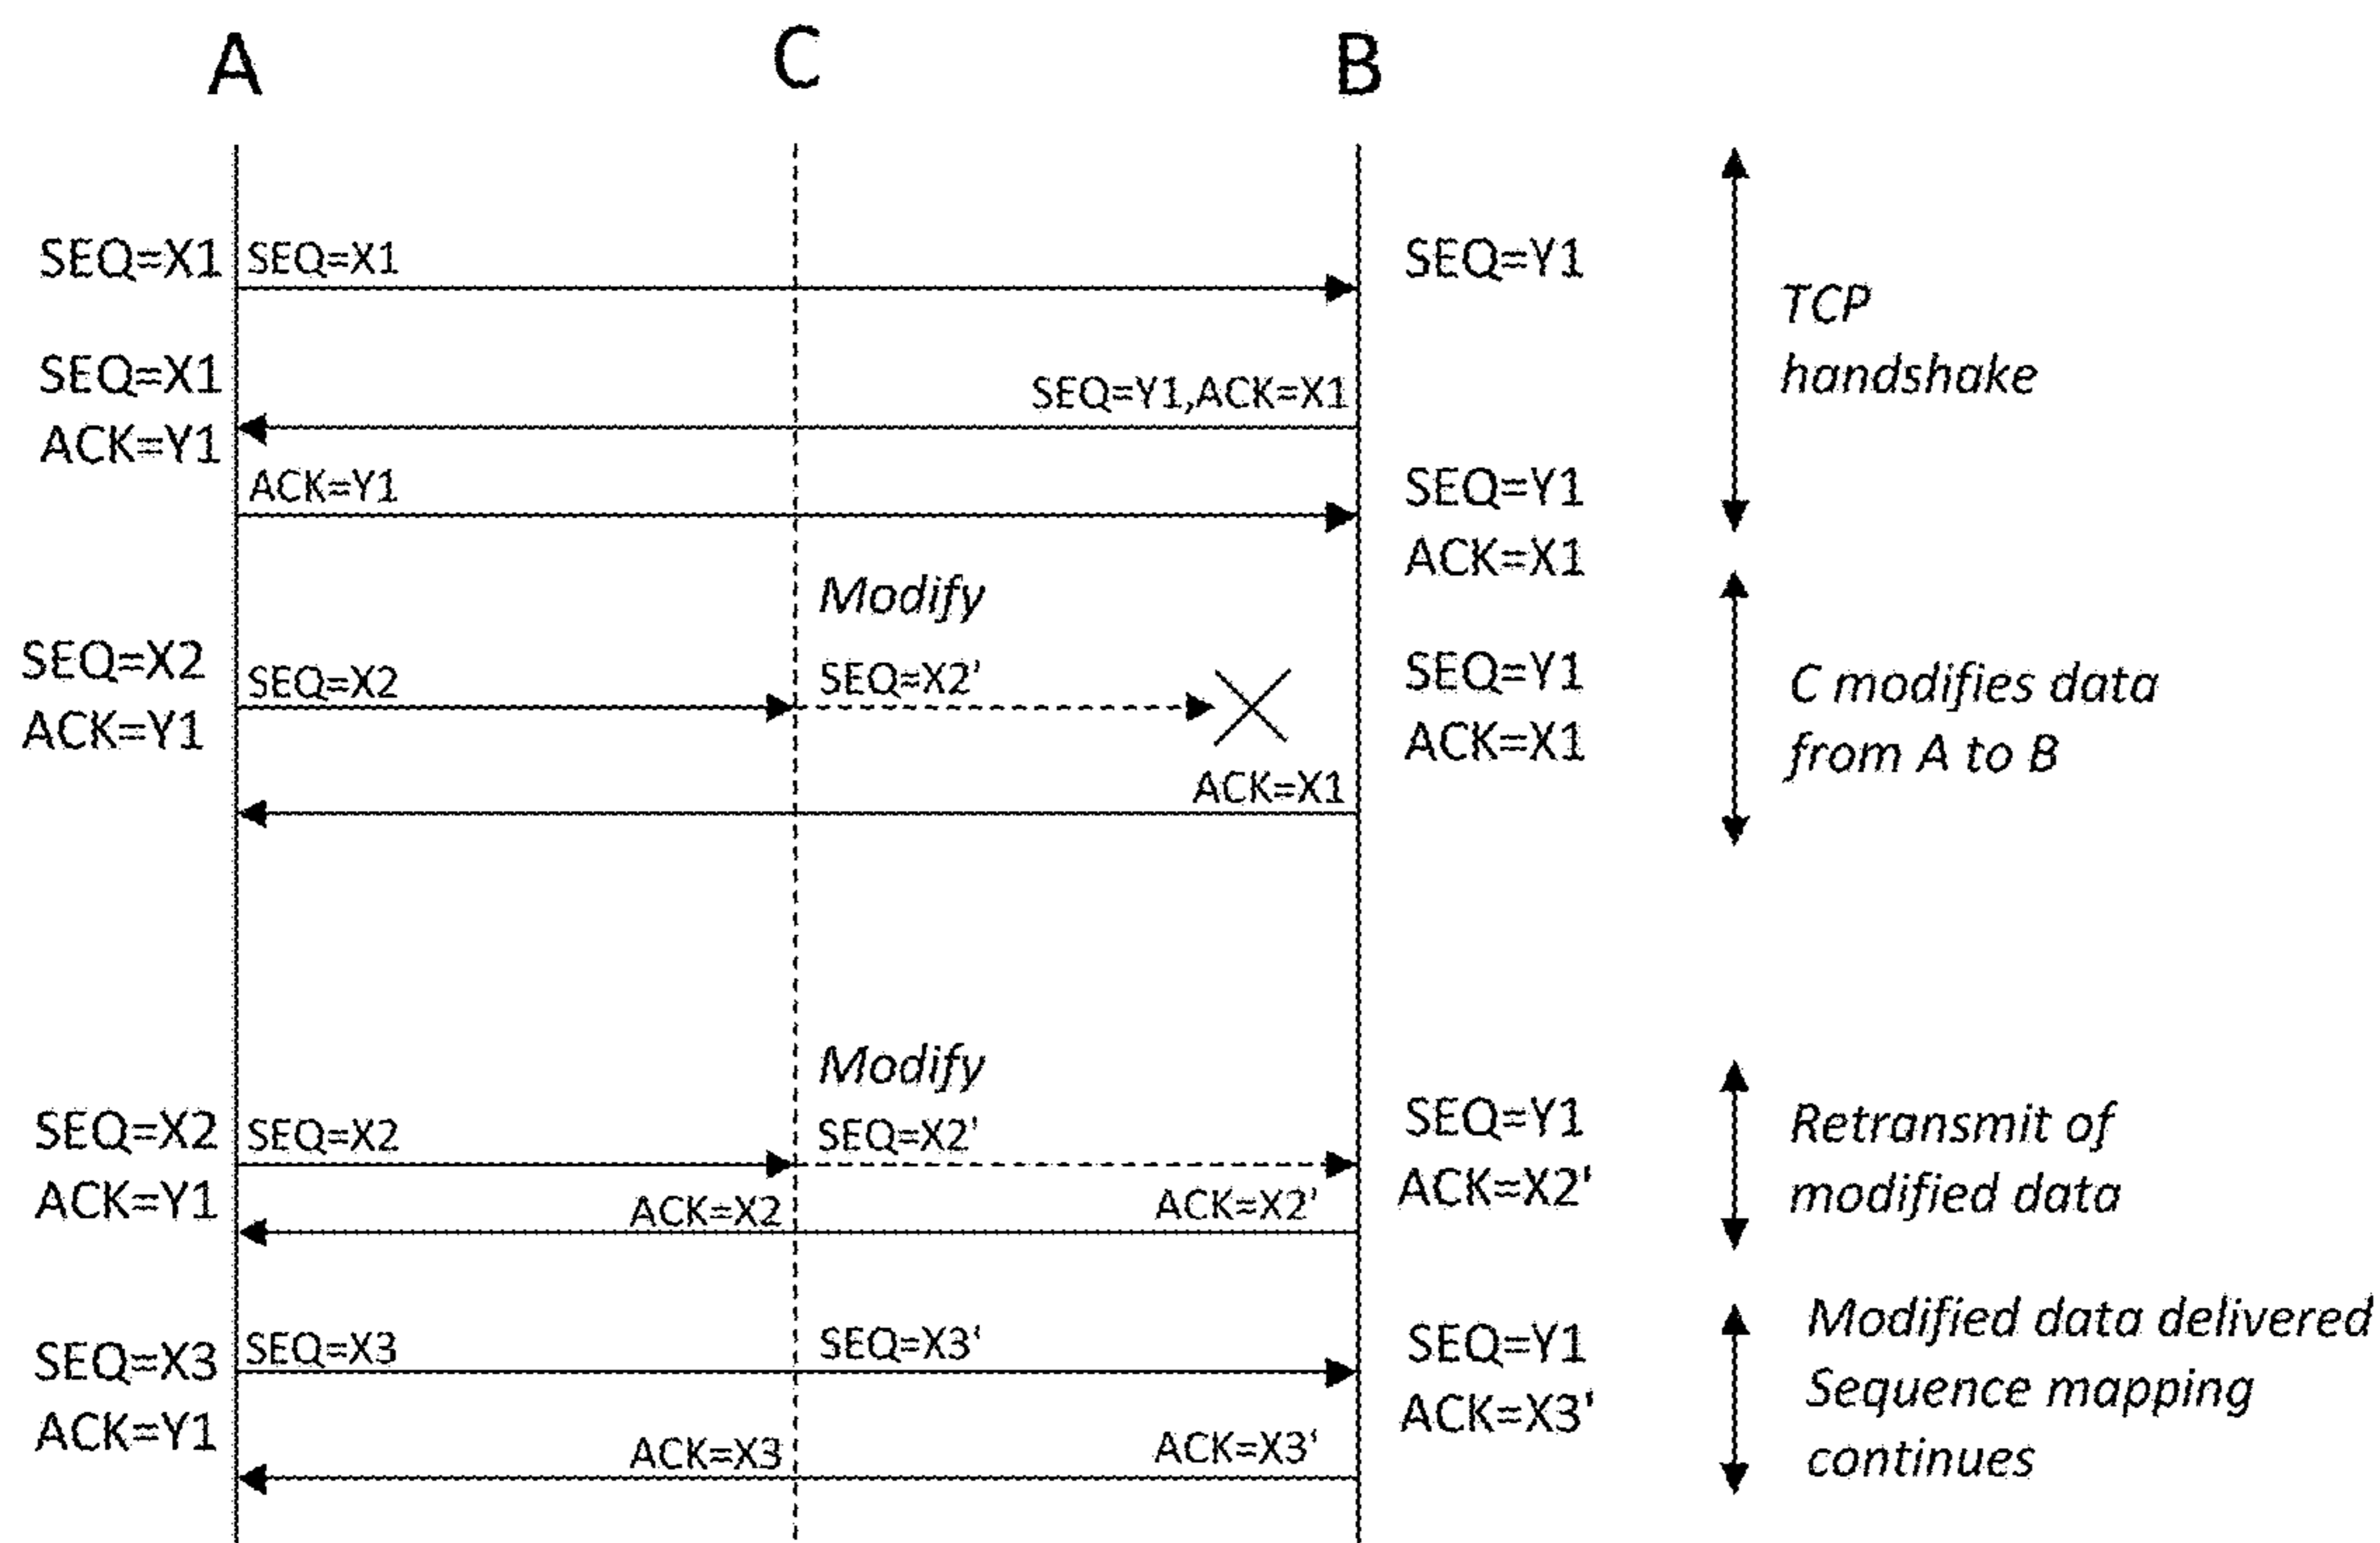 A
C
B
SEQ=X1
SEQ=X1
SEQ=Y1
TCP
handshake
SEQ=X1
SEQ=Y1,ACK=X1
ACK=Y1
ACK=Y1
SEQ=Y1
ACK=X1
Modify
SEQ=X2
SEQ=X2
SEQ=X2'
SEQ=Y1
C modifies data
ACK=Y1
ACK=X1
from A to B
ACK=X1
Modify
SEQ=X2
SEQ=X2
SEQ=X2'
SEQ=Y1
Retransmit of
ACK=Y1
ACK=X2
ACK=X2'
ACK=X2'
modified data
SEQ=X3
SEQ=X3
SEQ=X3'
SEQ=Y1
Modified data delivered
ACK=X3'
Sequence mapping
ACK=Y1
ACK=X3
ACK=X3'
continues